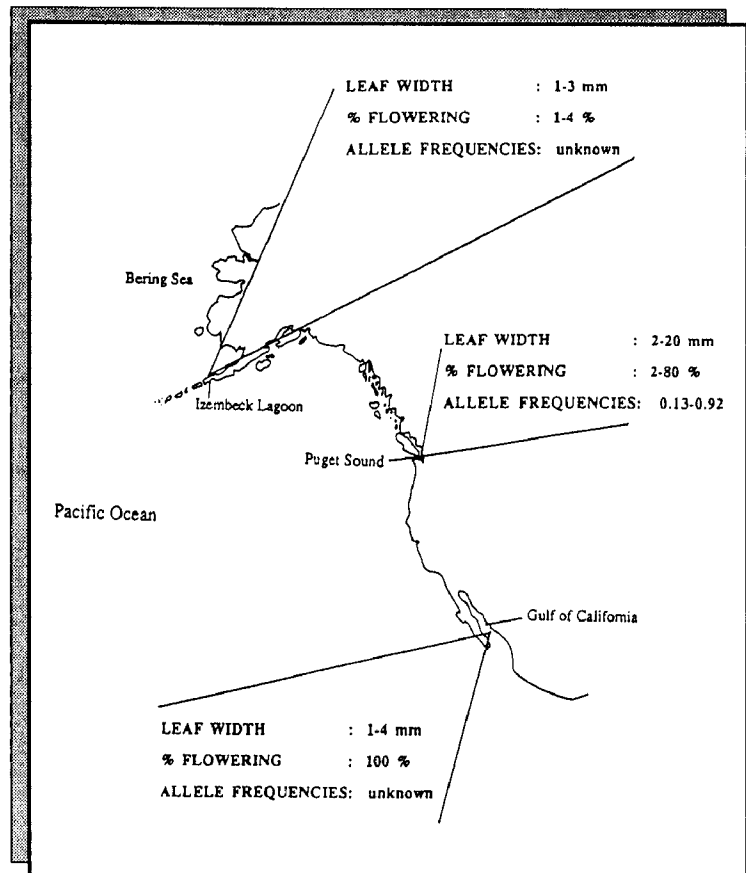 LEAF WIDTH : 1-3 mm
% FLOWERING : 1-4 %
ALLELE FREQUENCIES: unknown
Bering Sea
LEAF WIDTH : 2-20 mm
% FLOWERING : 2-80 %
ALLELE FREQUENCIES: 0.13-0.92
Izembeck Lagoon
Puget Sound
Pacific Ocean
Gulf of California
LEAF WIDTH : 1-4 mm
% FLOWERING : 100 %
ALLELE FREQUENCIES: unknown